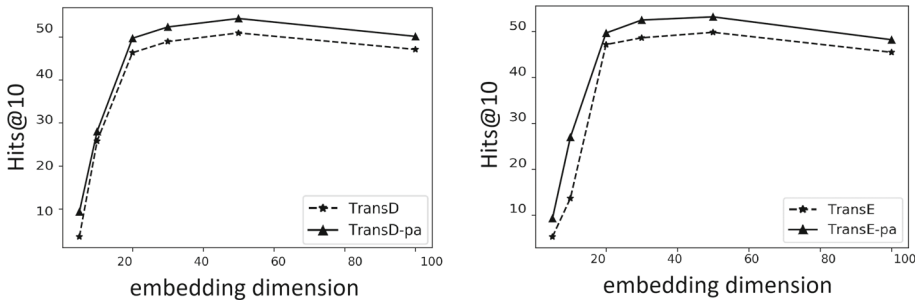 50
40
30
20
10
Hits@10
TransD
TransD-pa
20 40 60 80 100
embedding dimension
50
40
30
20
10
Hits@10
TransE
TransE-pa
20 40 60 80 100
embedding dimension